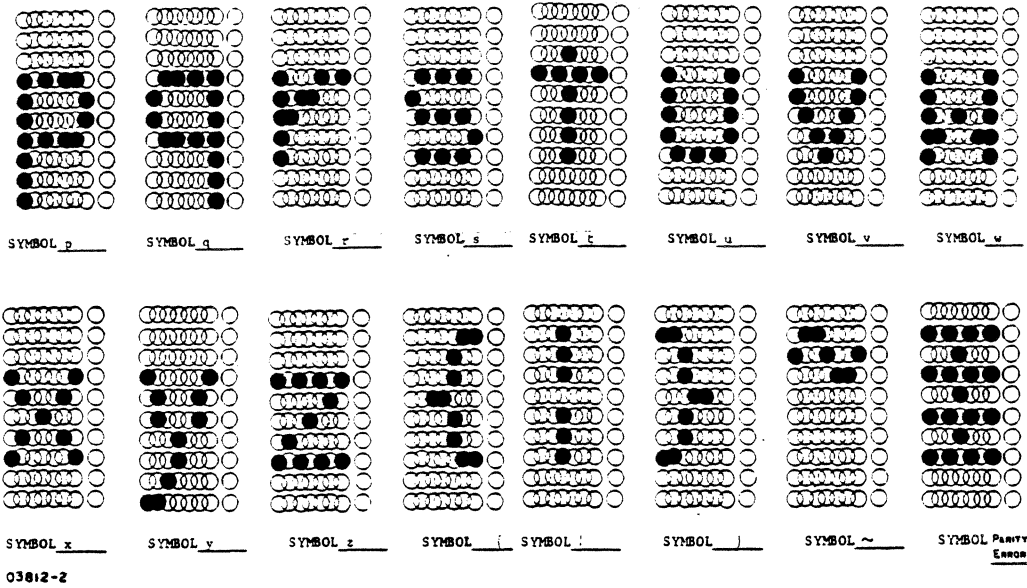 SYMBOL p SYMBOL q SYMBOL r SYMBOL s SYMBOL t SYMBOL u SYMBOL v SYMBOL w
SYMBOL x SYMBOL y SYMBOL z SYMBOL { SYMBOL ¦ SYMBOL } SYMBOL ~ SYMBOL PARITY
ERROR
03812-2